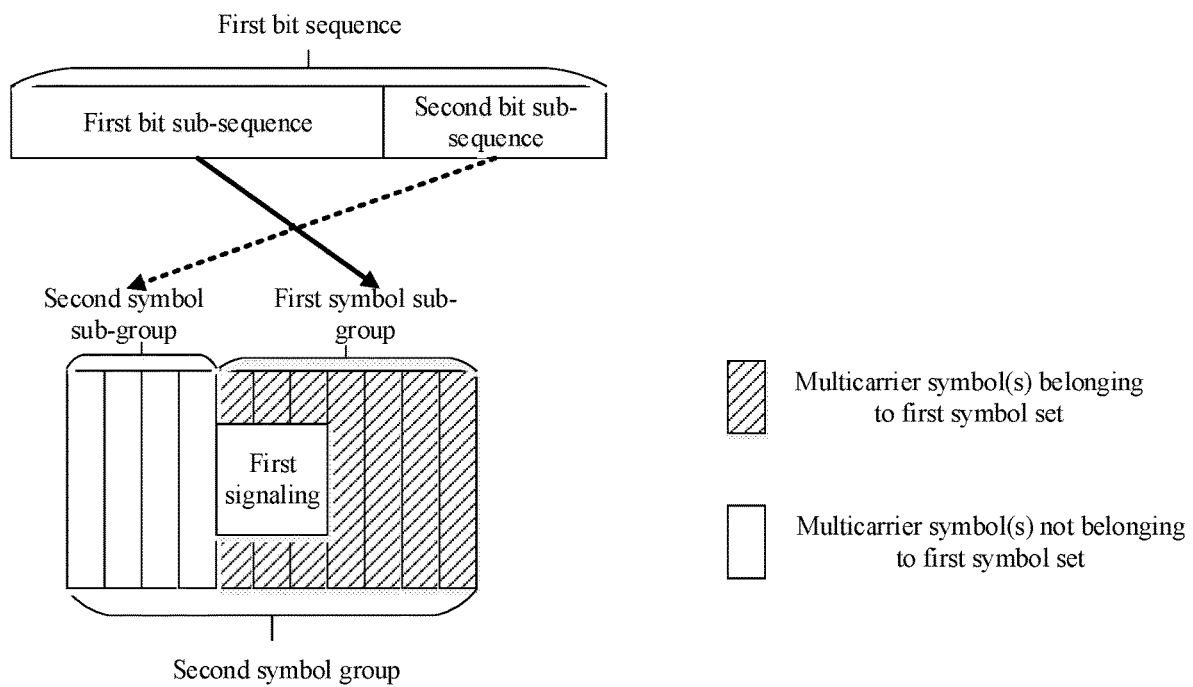 First bit sequence
First bit sub-sequence
Second bit sub-
sequence
Second symbol
sub-group
First symbol sub-
group
First
signaling
Second symbol group
Multicarrier symbol(s) belonging
to first symbol set
Multicarrier symbol(s) not belonging
to first symbol set